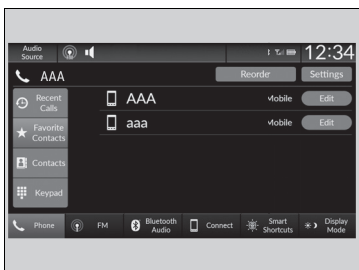 Audio
Source
12:34
AAA
Reorder
Settings
Recent
Calls
AAA
Mobile
Edit
Favorite
Contacts
aaa
Mobile
Edit
Contacts
Keypad
Phone
FM
Bluetooth
Audio
Connect
Smart
Shortcuts
Display
Mode